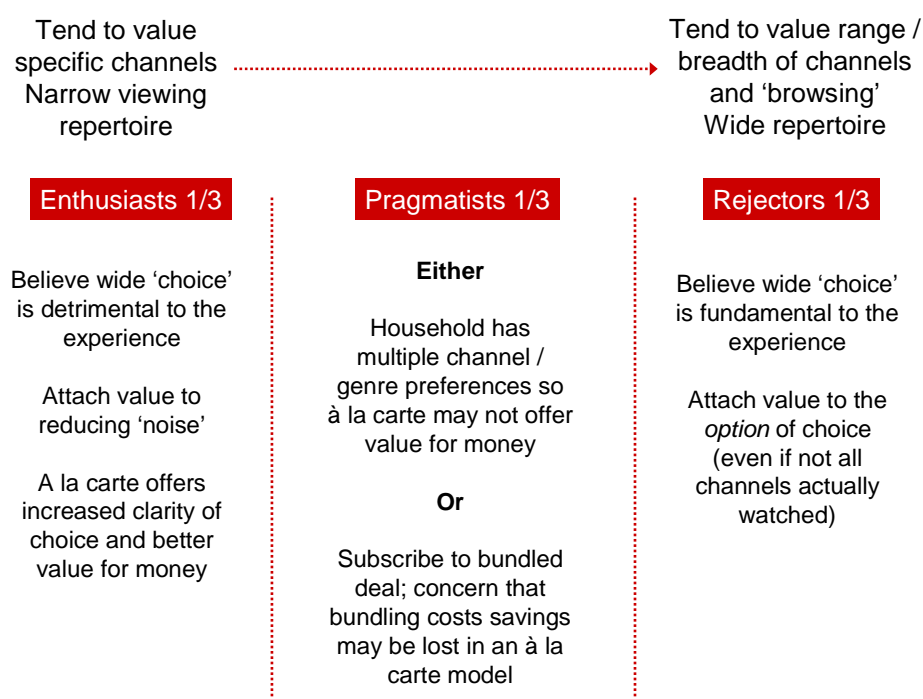 Tend to value
specific channels
Narrow viewing
repertoire
Tend to value range /
breadth of channels
and ‘browsing’
Wide repertoire
Enthusiasts 1/3
Believe wide ‘choice’
is detrimental to the
experience
Attach value to
reducing ‘noise’
A la carte offers
increased clarity of
choice and better
value for money
Pragmatists 1/3
Either
Household has
multiple channel /
genre preferences so
à la carte may not offer
value for money
Or
Subscribe to bundled
deal; concern that
bundling costs savings
may be lost in an à la
carte model
Rejectors 1/3
Believe wide ‘choice’
is fundamental to the
experience
Attach value to the
option of choice
(even if not all
channels actually
watched)